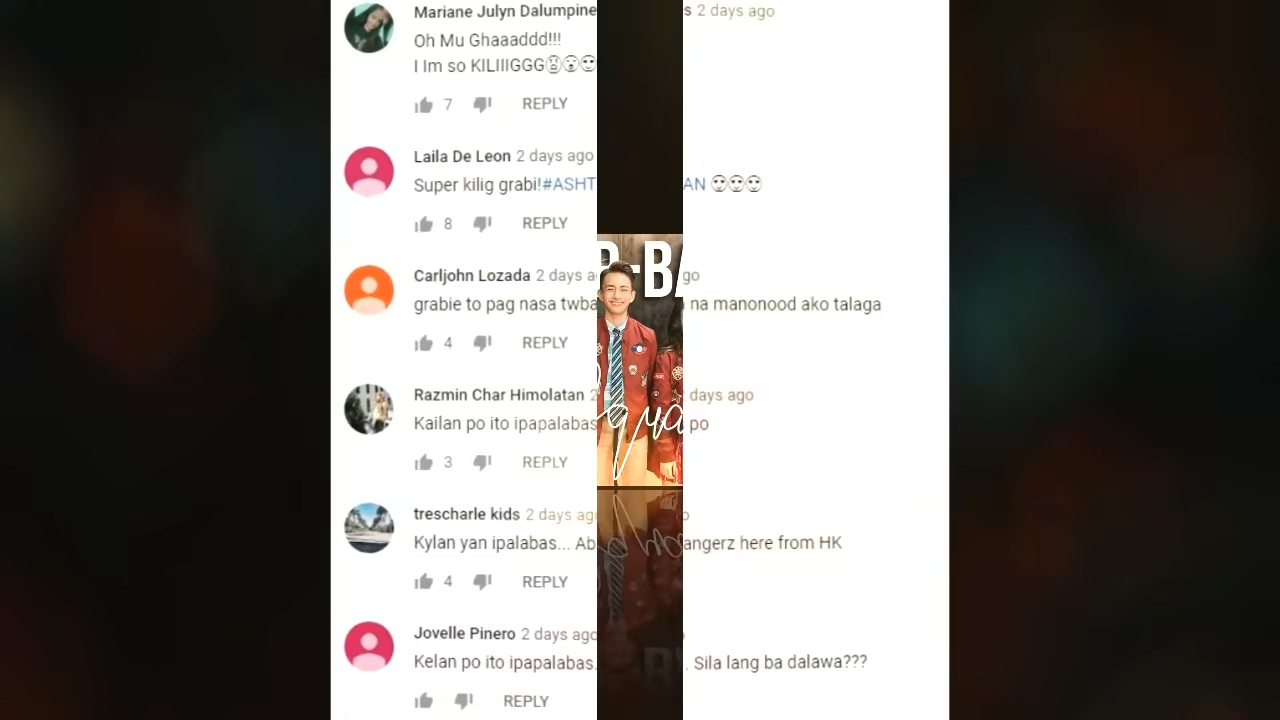 Mariane Julyn Dalumpine s 2 days ago
Oh Mu Ghaaaddd!!!
I Im so KILIIIGGG
7 REPLY
Laila De Leon 2 days ago
Super kilig grabi!#ASHT AN
8 REPLY
Carljohn Lozada 2 days a go
grabie to pag nasa twba na manonood ako talaga
4 REPLY
Razmin Char Himolatan 2 days ago
Kailan po ito ipapalabas po
3 REPLY
trescharle kids 2 days ago
Kylan yan ipalabas... Ab angerz here from HK
4 REPLY
Jovelle Pinero 2 days ago
Kelan po ito ipapalabas. . Sila lang ba dalawa???
REPLY